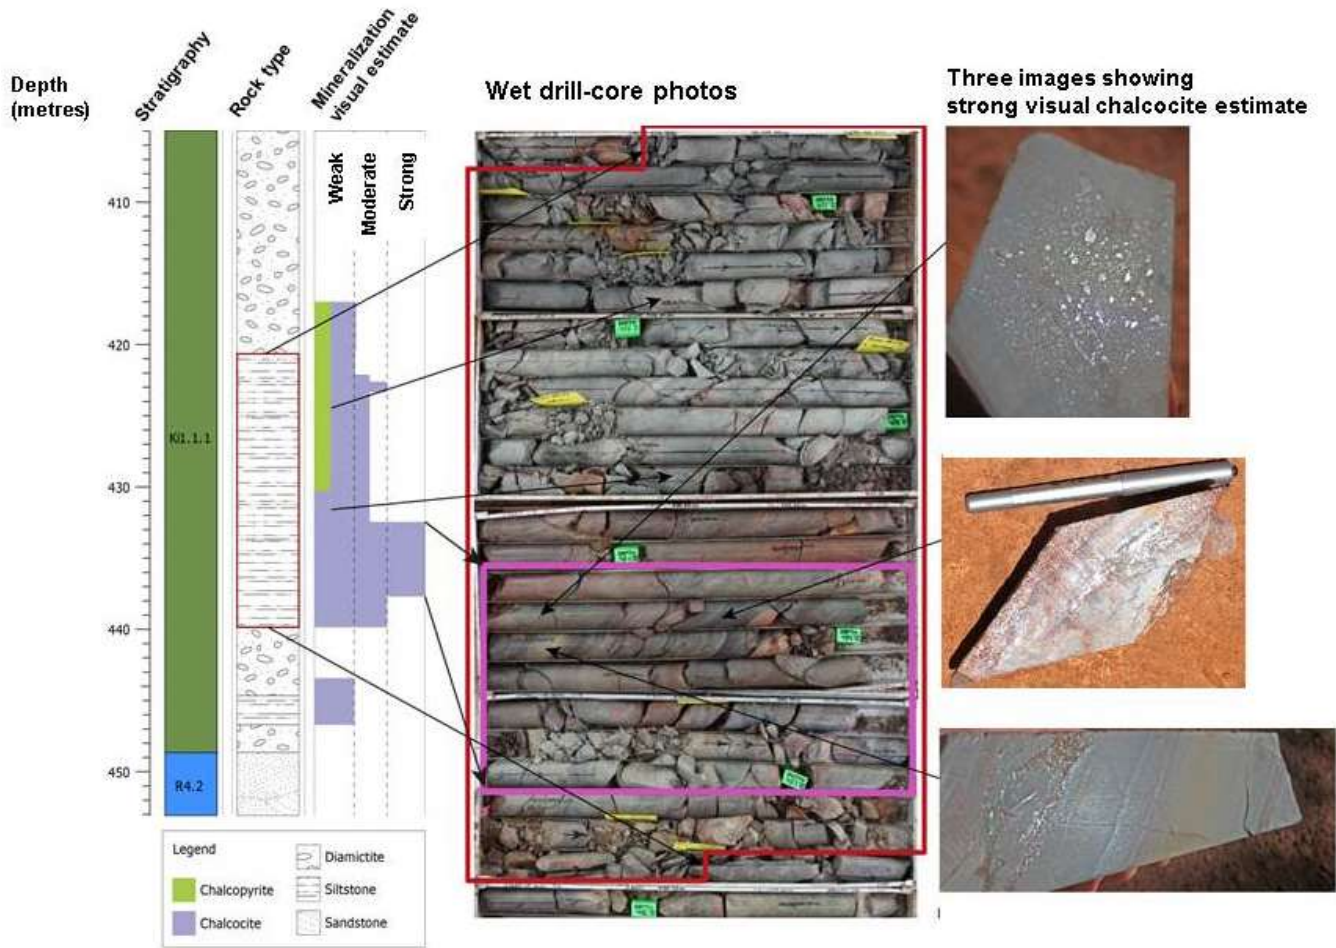 Depth
(metres)
Stratigraphy
Rock type
Mineralization
visual estimate
Wet drill-core photos
Three images showing
strong visual chalcocite estimate
Weak
Moderate
Strong
410
420
430
440
450
Ki1.1.1
R4.2
Legend
Chalcopyrite
Chalcocite
Diamictite
Siltstone
Sandstone